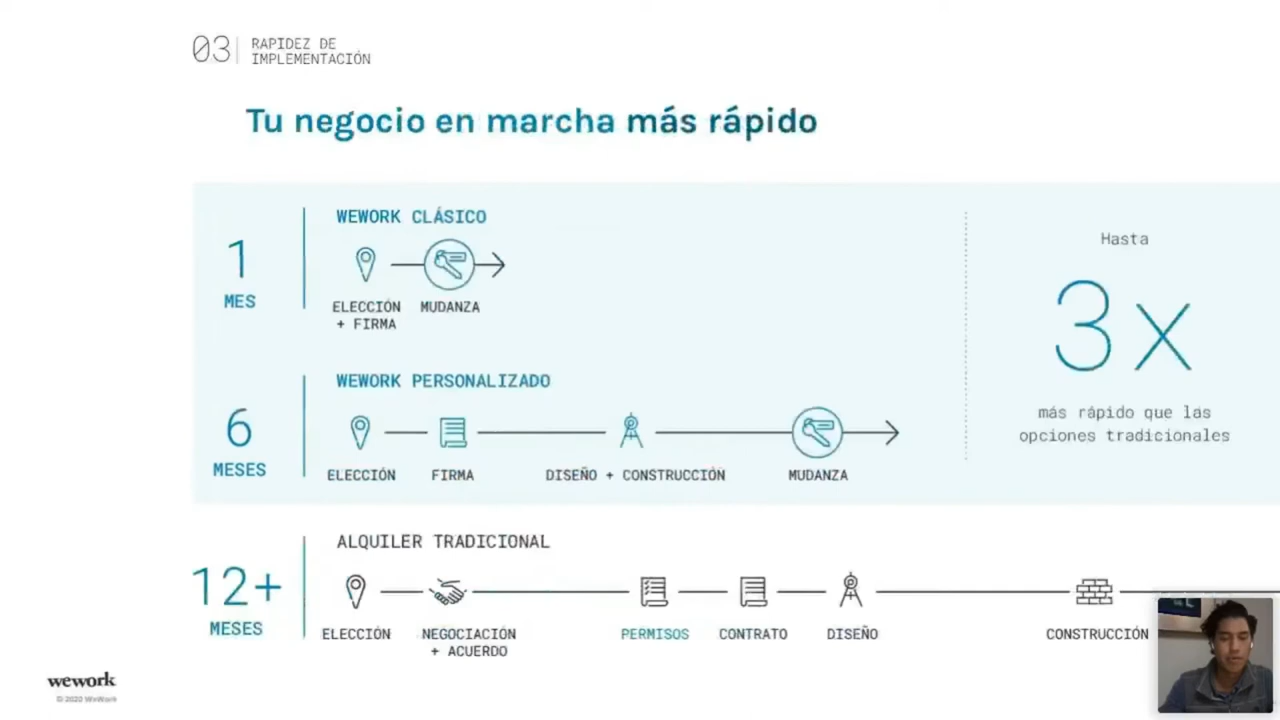 03
RAPIDEZ DE
IMPLEMENTACIÓN
Tu negocio en marcha más rápido
1
MES
WEWORK CLÁSICO
ELECCIÓN
+ FIRMA
MUDANZA
6
MESES
WEWORK PERSONALIZADO
ELECCIÓN
FIRMA
DISEÑO + CONSTRUCCIÓN
MUDANZA
Hasta
3x
más rápido que las
opciones tradicionales
12+
MESES
ALQUILER TRADICIONAL
ELECCIÓN
NEGOCIACIÓN
+ ACUERDO
PERMISOS
CONTRATO
DISEÑO
CONSTRUCCIÓN
wework
© 2020 WeWork